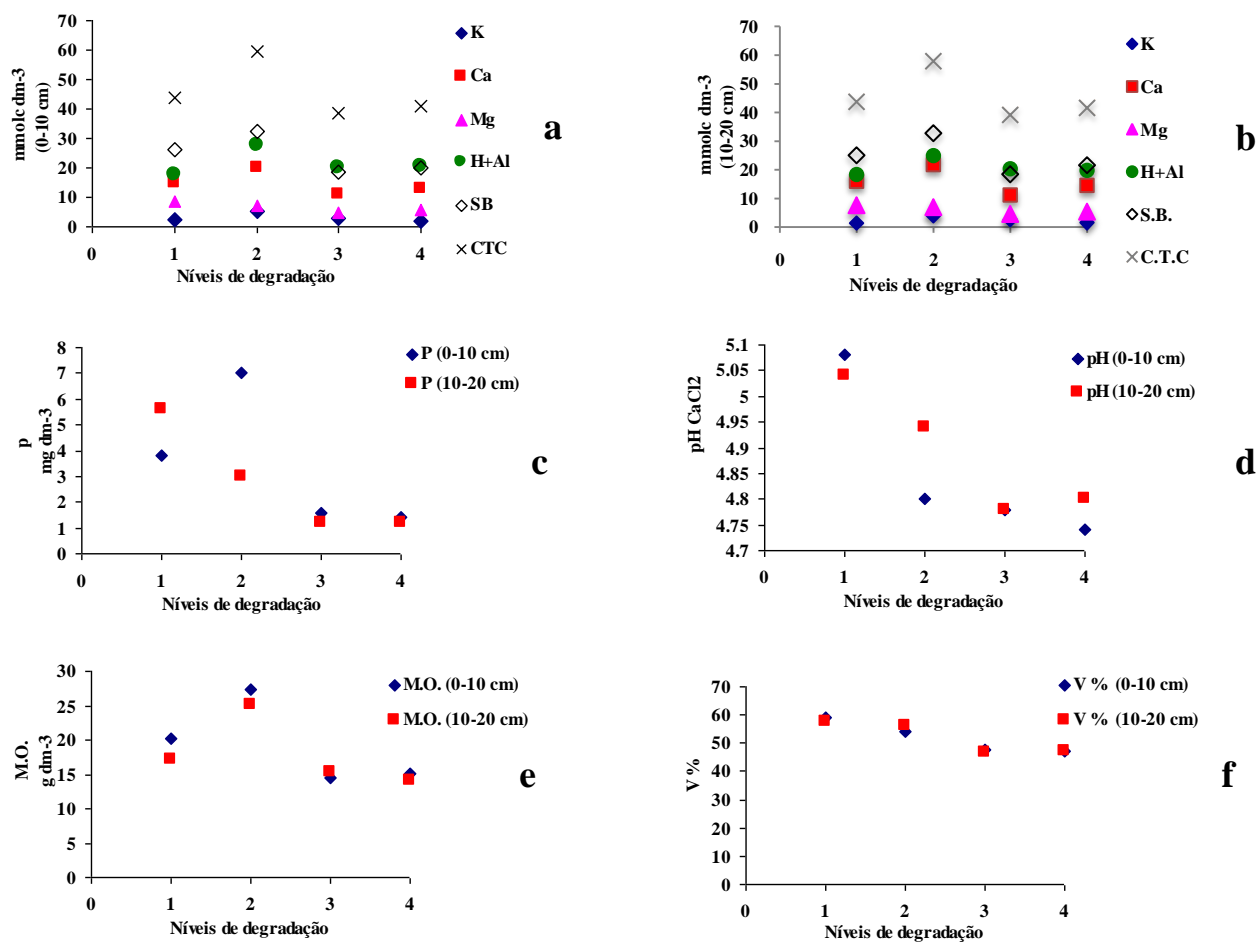 70
60
50
40
30
20
10
0
mmolc dm-3
(0-10 cm)
0 1 2 3 4
Níveis de degradação
K
Ca
Mg
H+Al
SB
CTC
a
70
60
50
40
30
20
10
0
mmolc dm-3
(10-20 cm)
0 1 2 3 4
Níveis de degradação
K
Ca
Mg
H+Al
S.B.
C.T.C
b
8
7
6
5
4
3
2
1
0
p
mg dm-3
0 1 2 3 4
Níveis de degradação
P (0-10 cm)
P (10-20 cm)
c
5.1
5.05
5
4.95
4.9
4.85
4.8
4.75
4.7
pH CaCl2
0 1 2 3 4
Níveis de degradação
pH (0-10 cm)
pH (10-20 cm)
d
30
25
20
15
10
5
0
M.O.
g dm-3
0 1 2 3 4
Níveis de degradação
M.O. (0-10 cm)
M.O. (10-20 cm)
e
70
60
50
40
30
20
10
0
V %
0 1 2 3 4
Níveis de degradação
V % (0-10 cm)
V % (10-20 cm)
f